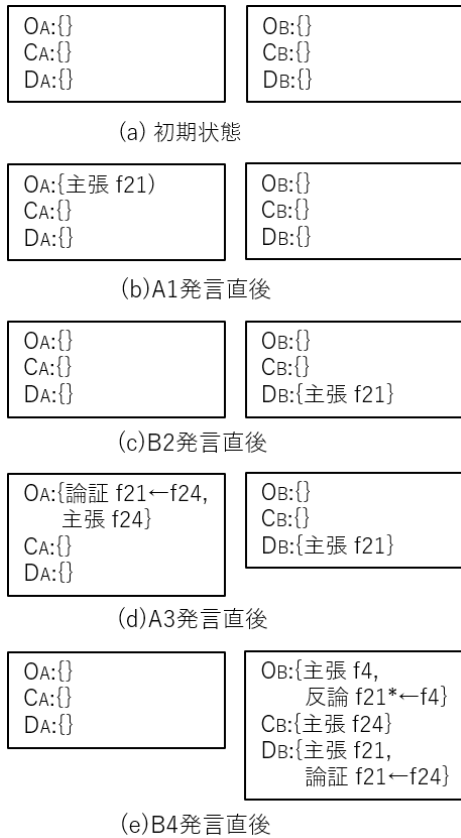 OA:{}
CA:{}
DA:{}
OB:{}
CB:{}
DB:{}
(a) 初期状態
OA:{主張 f21)
CA:{}
DA:{}
OB:{}
CB:{}
DB:{}
(b)A1発言直後
OA:{}
CA:{}
DA:{}
OB:{}
CB:{}
DB:{主張 f21}
(c)B2発言直後
OA:{論証 f21←f24,
主張 f24}
CA:{}
DA:{}
OB:{}
CB:{}
DB:{主張 f21}
(d)A3発言直後
OA:{}
CA:{}
DA:{}
OB:{主張 f4,
反論 f21*←f4}
CB:{主張 f24}
DB:{主張 f21,
論証 f21←f24}
(e)B4発言直後